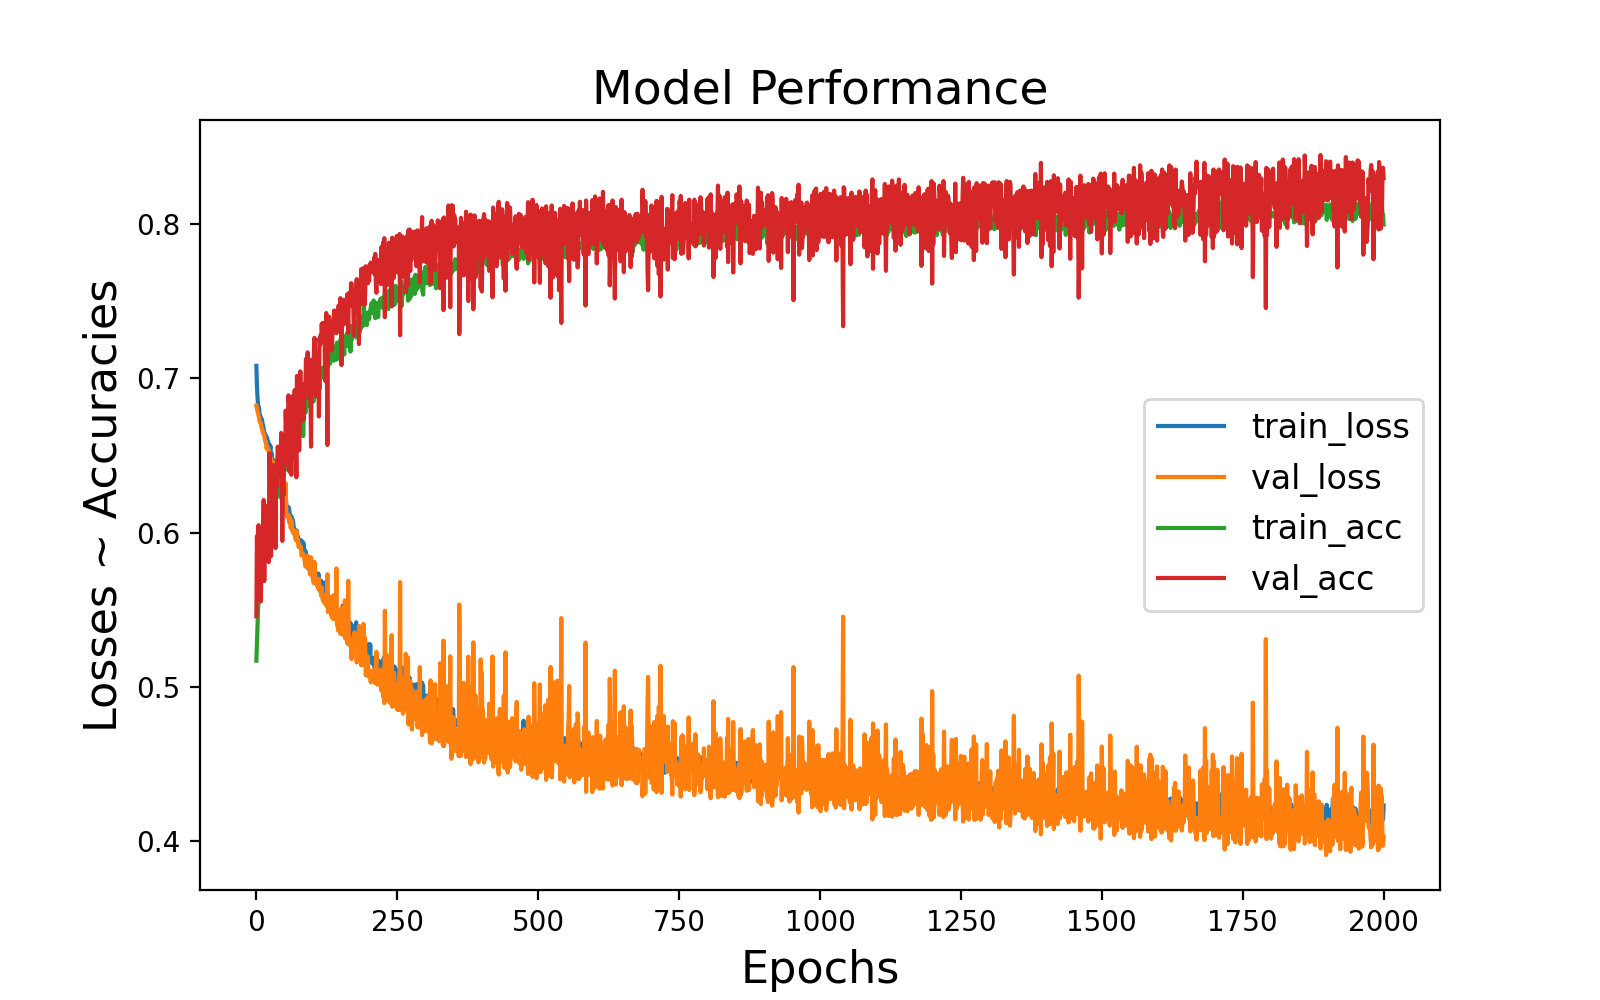 Model Performance
Losses ~ Accuracies
0.8
0.7
0.6
0.5
0.4
train_loss
val_loss
train_acc
val_acc
0 250 500 750 1000 1250 1500 1750 2000
Epochs